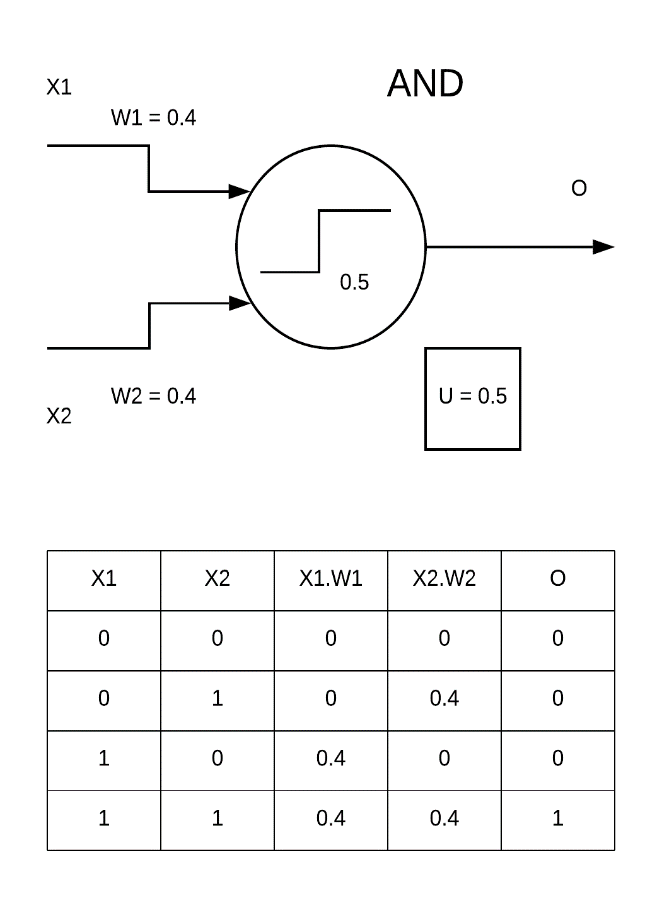 AND
X1
W1 = 0.4
O
0.5
W2 = 0.4
U = 0.5
X2
X1 X2 X1.W1 X2.W2 O
0 0 0 0 0
0 1 0 0.4 0
1 0 0.4 0 0
1 1 0.4 0.4 1